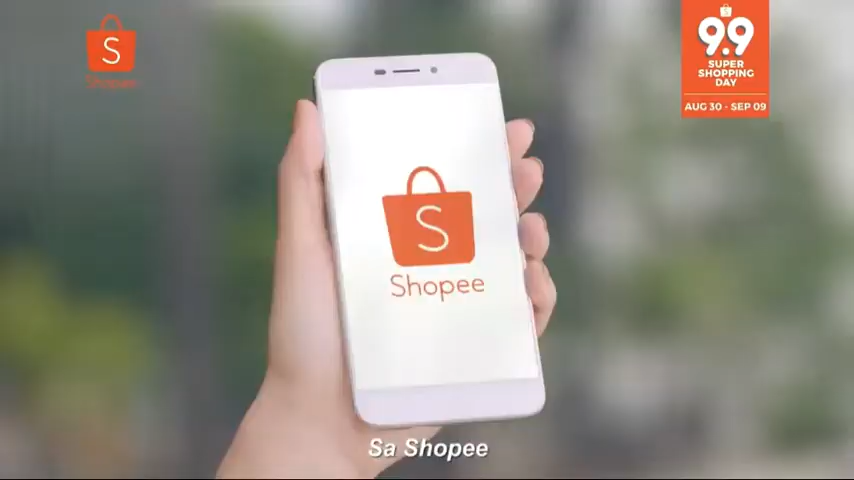 S
Shopee
9.9
SUPER
SHOPPING
DAY
AUG 30 - SEP 09
S
Shopee
Sa Shopee